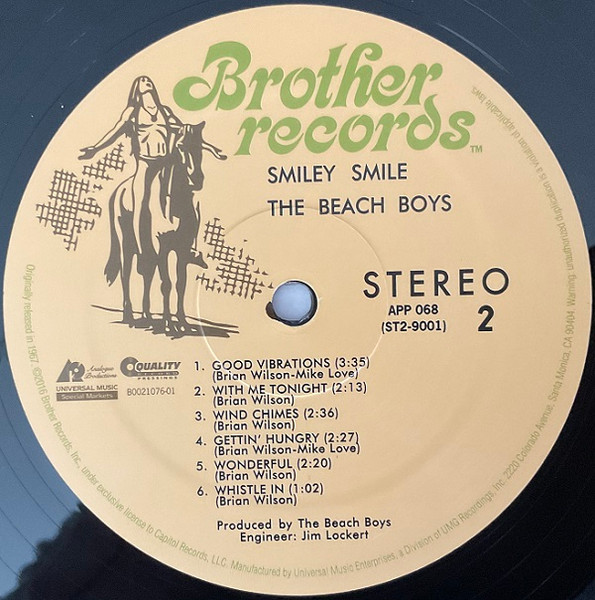 Brother
records™
SMILEY SMILE
THE BEACH BOYS
STEREO
APP 068
(ST2-9001)
2
AP Analogue Productions
QUALITY RECORD PRESSINGS
UNIVERSAL MUSIC
Special Markets
B0021076-01
1. GOOD VIBRATIONS (3:35)
(Brian Wilson-Mike Love)
2. WITH ME TONIGHT (2:13)
(Brian Wilson)
3. WIND CHIMES (2:36)
(Brian Wilson)
4. GETTIN' HUNGRY (2:27)
(Brian Wilson-Mike Love)
5. WONDERFUL (2:20)
(Brian Wilson)
6. WHISTLE IN (1:02)
(Brian Wilson)
Produced by The Beach Boys
Engineer: Jim Lockert
Originally released in 1967. ©2016 Brother Records, Inc., under exclusive license to Capitol Records, LLC. Manufactured by Universal Music Enterprises, a Division of UMG Recordings, Inc. 2220 Colorado Avenue, Santa Monica, CA 90404. Warning: unauthorized duplication is a violation of applicable laws.